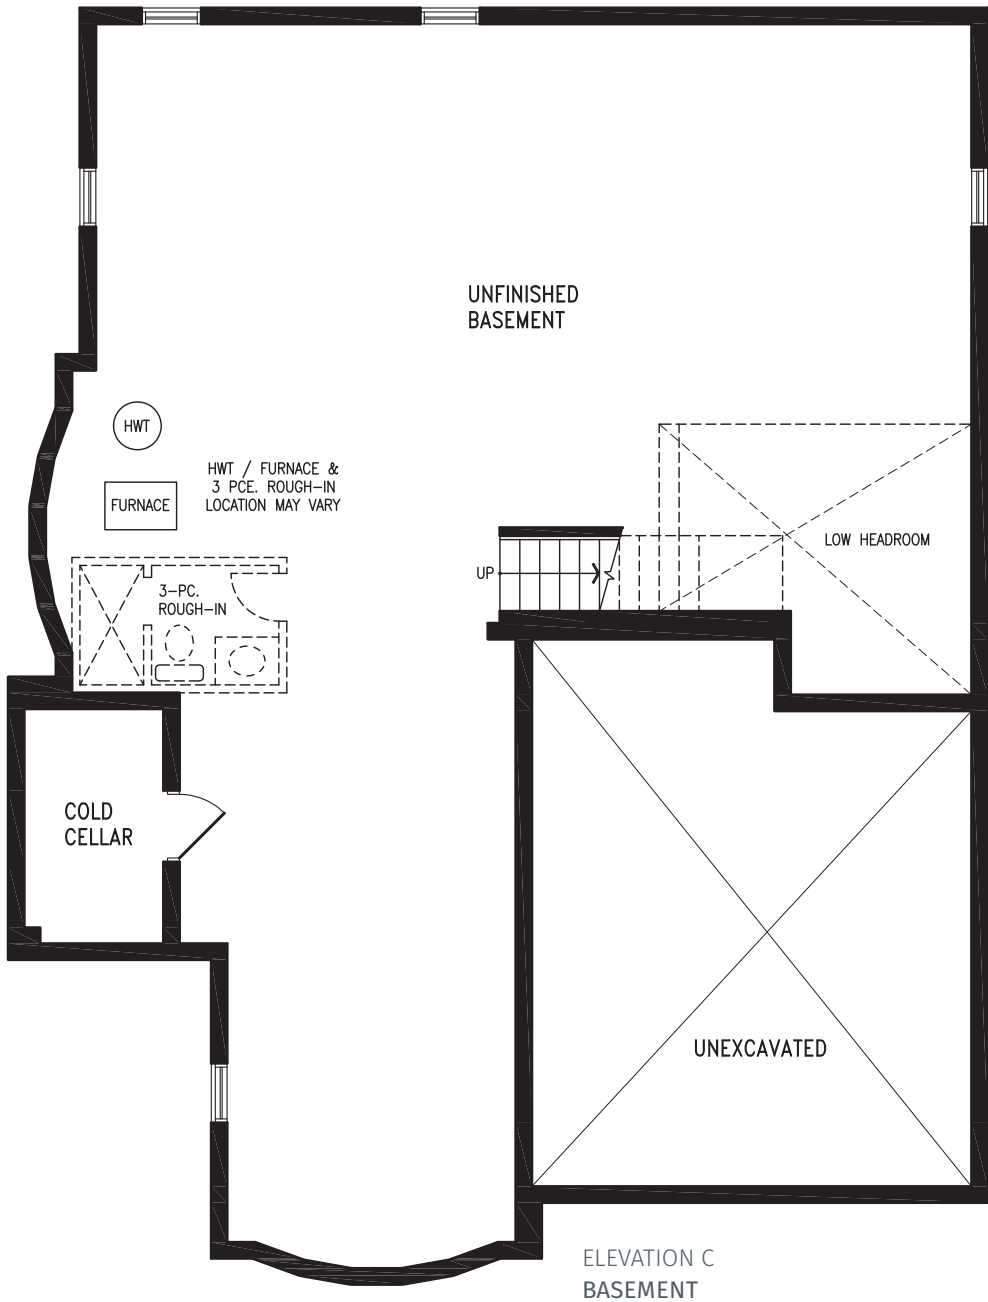 UNFINISHED
BASEMENT
HWT
HWT / FURNACE &
3 PCE. ROUGH-IN
LOCATION MAY VARY
FURNACE
LOW HEADROOM
UP
3-PC.
ROUGH-IN
COLD
CELLAR
UNEXCAVATED
ELEVATION C
BASEMENT